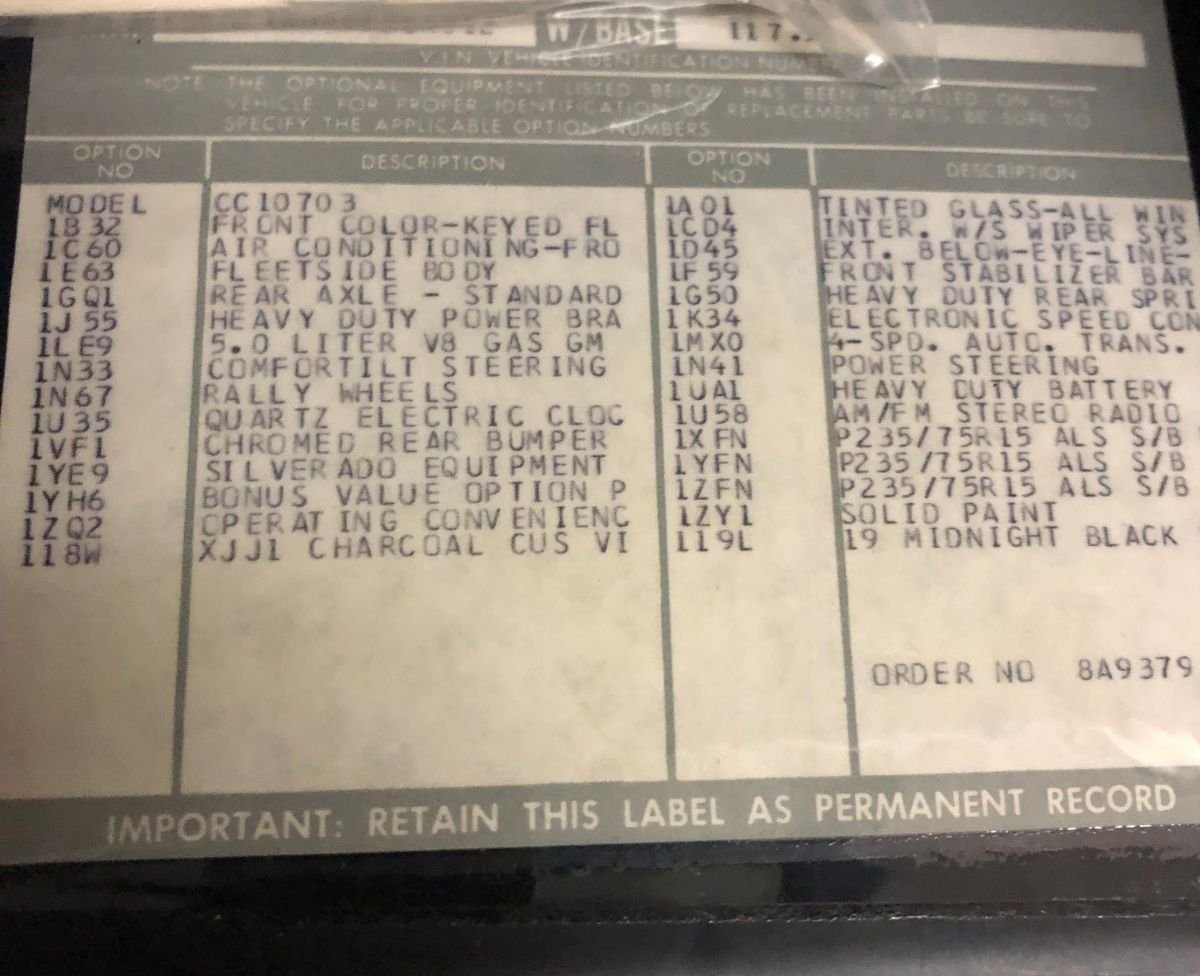 W/BASE 117.
V.I.N VEHICLE IDENTIFICATION NUMBER
NOTE THE OPTIONAL EQUIPMENT LISTED BELOW HAS BEEN INSTALLED ON THIS
VEHICLE FOR PROPER IDENTIFICATION OF REPLACEMENT PARTS BE SURE TO
SPECIFY THE APPLICABLE OPTION NUMBERS
OPTION NO DESCRIPTION OPTION NO DESCRIPTION
MODEL CC10703 1A01 TINTED GLASS-ALL WIN
1B32 FRONT COLOR-KEYED FL 1CD4 INTER. W/S WIPER SYS
1C60 AIR CONDITIONING-FRO 1D45 EXT. BELOW-EYE-LINE-
1E63 FLEETSIDE BODY 1F59 FRONT STABILIZER BAR
1GQ1 REAR AXLE - STANDARD 1G50 HEAVY DUTY REAR SPRI
1J55 HEAVY DUTY POWER BRA 1K34 ELECTRONIC SPEED CON
1LE9 5.0 LITER V8 GAS GM 1MX0 4-SPD. AUTO. TRANS.
1N33 COMFORTILT STEERING 1N41 POWER STEERING
1N67 RALLY WHEELS 1UA1 HEAVY DUTY BATTERY
1U35 QUARTZ ELECTRIC CLOC 1U58 AM/FM STEREO RADIO
1VF1 CHROMED REAR BUMPER 1XFN P235/75R15 ALS S/B
1YE9 SILVERADO EQUIPMENT 1YFN P235/75R15 ALS S/B
1YH6 BONUS VALUE OPTION P 1ZFN P235/75R15 ALS S/B
1ZQ2 OPERATING CONVENIENC 1ZY1 SOLID PAINT
118W XJJ1 CHARCOAL CUS VI 119L 19 MIDNIGHT BLACK
ORDER NO 8A9379
IMPORTANT: RETAIN THIS LABEL AS PERMANENT RECORD